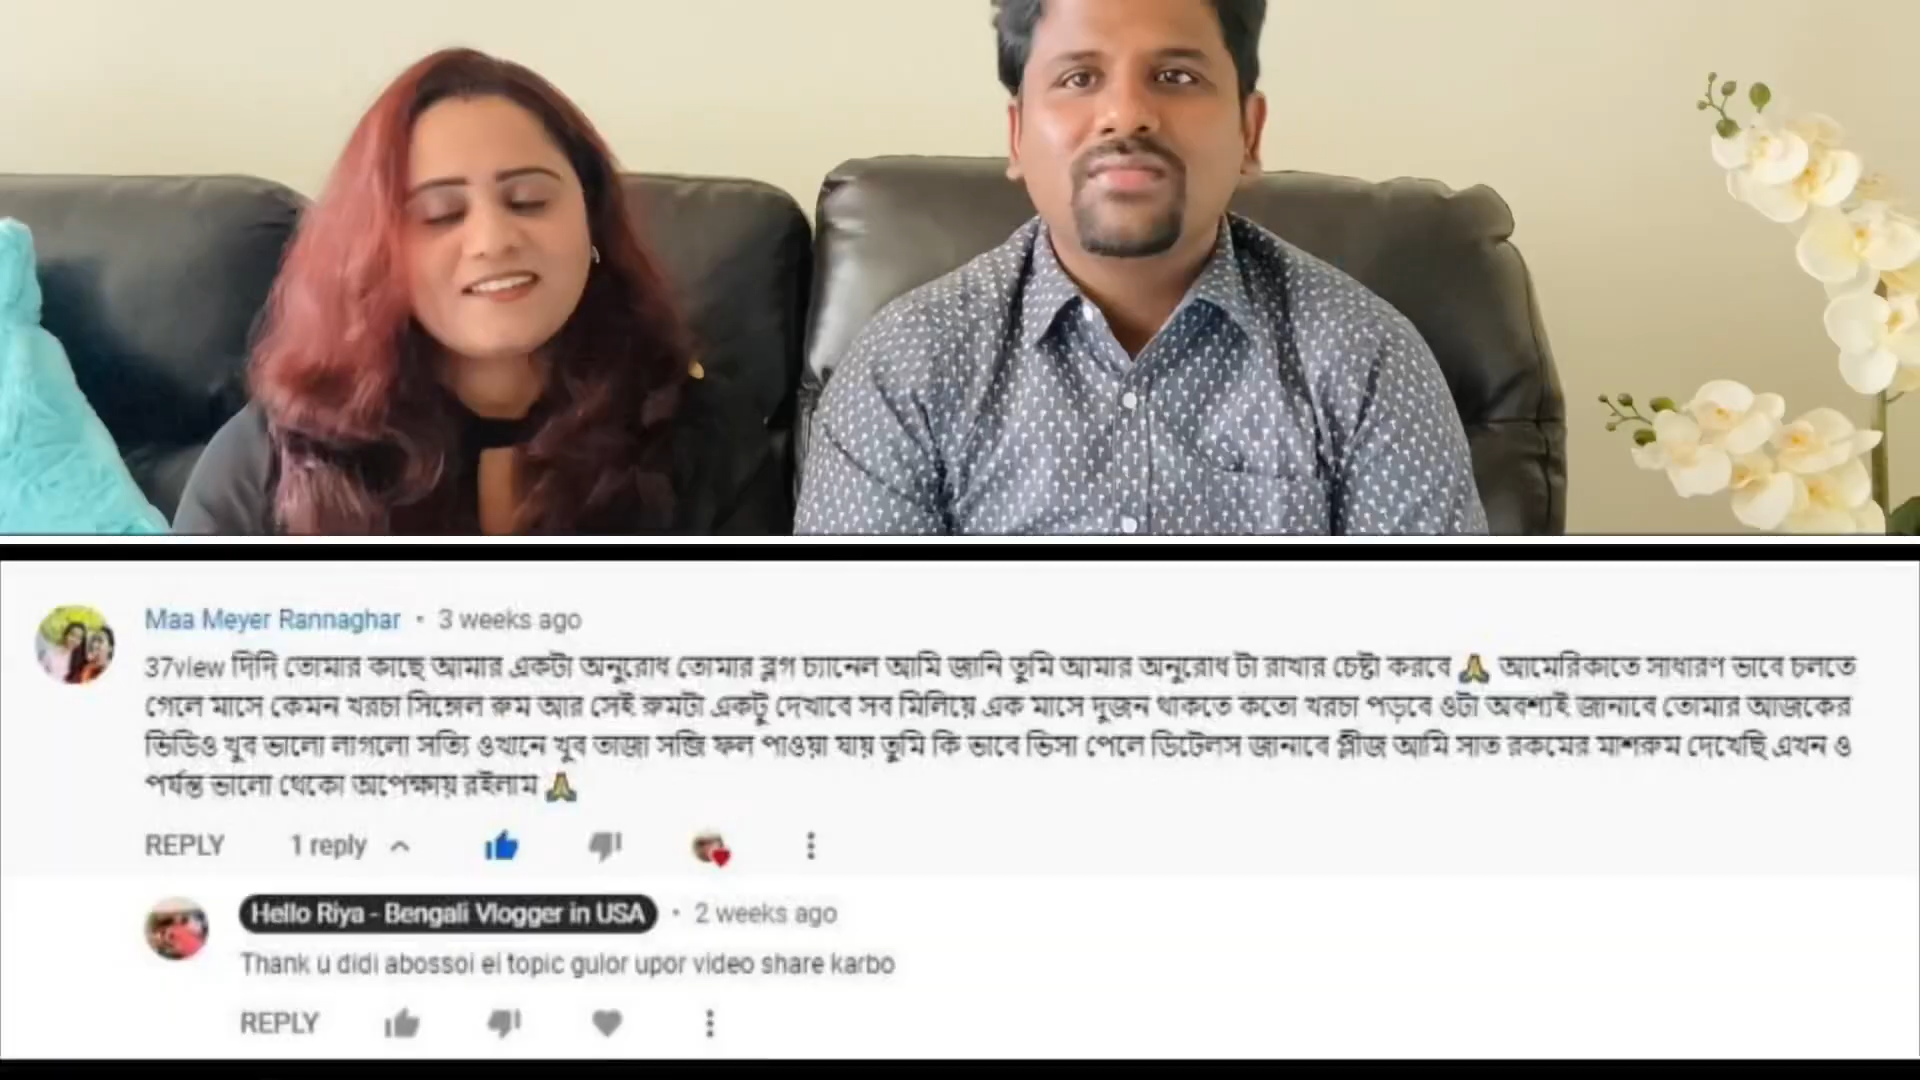 Maa Meyer Rannaghar • 3 weeks ago
37view দিদি তোমার কাছে আমার একটা অনুরোধ তোমার ব্লগ চ্যানেল আমি জানি তুমি আমার অনুরোধ টা রাখার চেষ্টা করবে 🙏 আমেরিকাতে সাধারণ ভাবে চলতে
গেলে মাসে কেমন খরচা সিঙ্গেল রুম আর সেই রুমটা একটু দেখাবে সব মিলিয়ে এক মাসে দুজন থাকতে কতো খরচা পড়বে ওটা অবশ্যই জানাবে তোমার আজকের
ভিডিও খুব ভালো লাগলো সত্যি ওখানে খুব তাজা সব্জি ফল পাওয়া যায় তুমি কি ভাবে ভিসা পেলে ডিটেলস জানাবে প্লীজ আমি সাত রকমের মাশরুম দেখেছি এখন ও
পর্যন্ত ভালো থেকো অপেক্ষায় রইলাম 🙏
REPLY 1 reply
Hello Riya - Bengali Vlogger in USA • 2 weeks ago
Thank u didi abossoi ei topic gulor upor video share karbo
REPLY